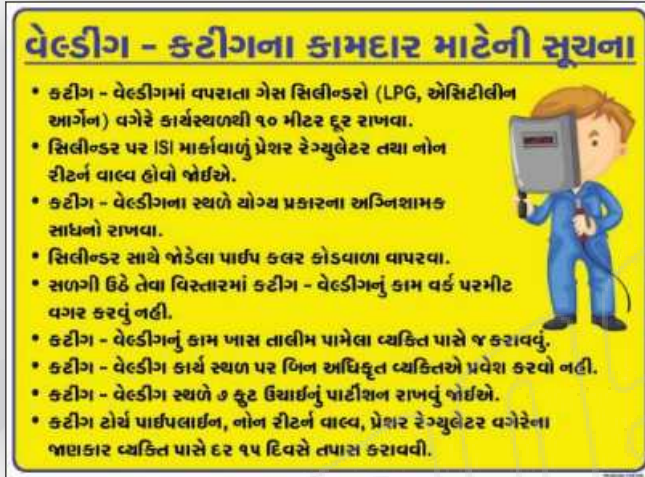 વેલ્ડીગ - કટીગના કામદાર માટેની સૂચના
• કટીગ - વેલ્ડીગમાં વપરાતા ગેસ સિલીન્ડરો (LPG, એસિટીલીન
આર્ગેન) વગેરે કાર્યસ્થળથી ૧૦ મીટર દૂર રાખવા.
• સિલીન્ડર પર ISI માર્કાવાળું પ્રેશર રેગ્યુલેટર તથા નોન
રીટર્ન વાલ્વ હોવો જોઈએ.
• કટીગ - વેલ્ડીગના સ્થળે યોગ્ય પ્રકારના અગ્નિશામક
સાધનો રાખવા.
• સિલીન્ડર સાથે જોડેલા પાઈપ કલર કોડવાળા વાપરવા.
• સળગી ઉઠે તેવા વિસ્તારમાં કટીગ - વેલ્ડીગનું કામ વર્ક પરમીટ
વગર કરવું નહી.
• કટીગ - વેલ્ડીગનું કામ ખાસ તાલીમ પામેલા વ્યક્તિ પાસે જ કરાવવું.
• કટીગ - વેલ્ડીગ કાર્ય સ્થળ પર બિન અધિકૃત વ્યક્તિએ પ્રવેશ કરવો નહી.
• કટીગ - વેલ્ડીગ સ્થળે ૭ ફુટ ઉચાઈનું પાર્ટીશન રાખવું જોઈએ.
• કટીગ ટોર્ચ પાઈપલાઈન, નોન રીટર્ન વાલ્વ, પ્રેશર રેગ્યુલેટર વગેરેના
જાણકાર વ્યક્તિ પાસે દર ૧૫ દિવસે તપાસ કરાવવી.